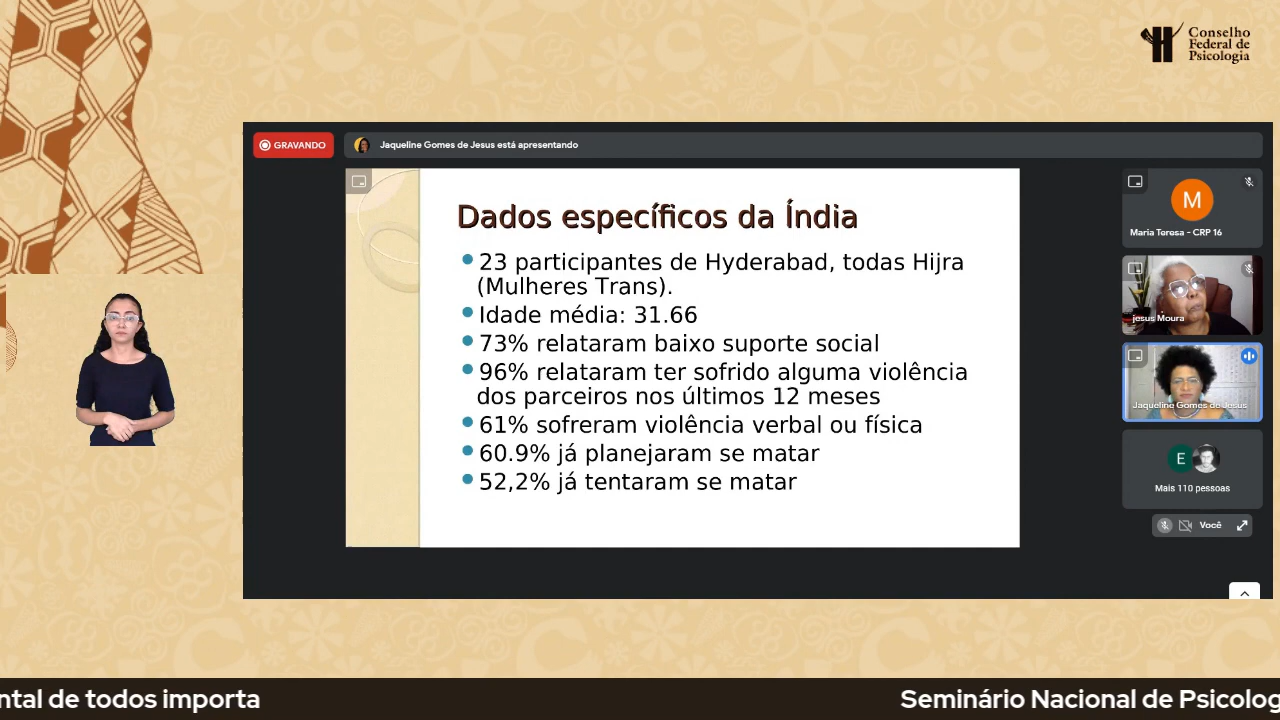 Conselho
Federal de
Psicologia
GRAVANDO
Jaqueline Gomes de Jesus está apresentando
Dados específicos da Índia
23 participantes de Hyderabad, todas Hijra
(Mulheres Trans).
Idade média: 31.66
73% relataram baixo suporte social
96% relataram ter sofrido alguma violência
dos parceiros nos últimos 12 meses
61% sofreram violência verbal ou física
60.9% já planejaram se matar
52,2% já tentaram se matar
M
Maria Teresa - CRP 16
jesus Moura
Jaqueline Gomes de Jesus
E
Mais 110 pessoas
Você
ntal de todos importa
Seminário Nacional de Psicolog